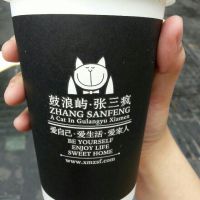 鼓浪屿·张三疯
ZHANG SANFENG
A Cat In Gulangyu Xiamen
爱自己·爱生活·爱家人
BE YOURSELF
ENJOY LIFE
SWEET HOME
www.xmzsf.com